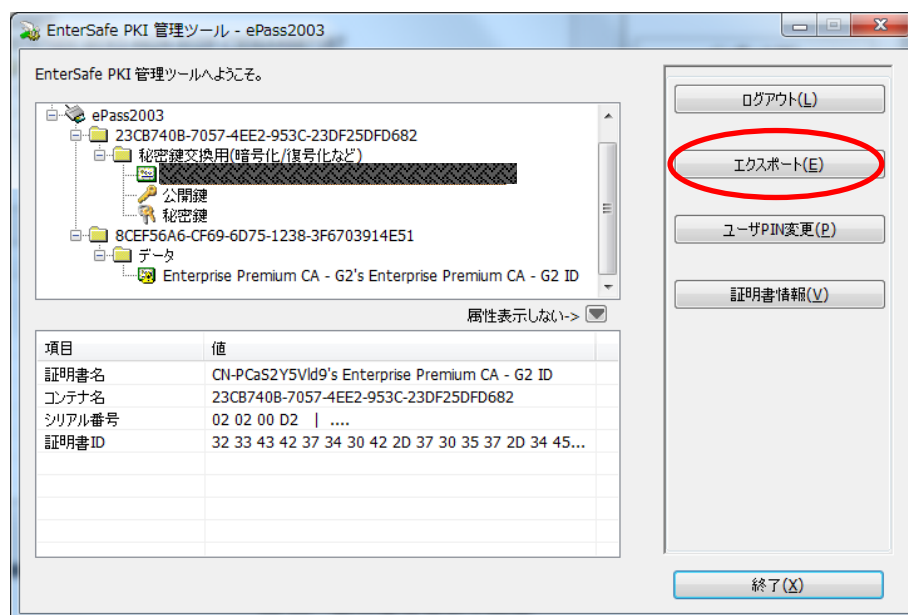 EnterSafe PKI 管理ツール - ePass2003
EnterSafe PKI 管理ツールへようこそ。
ePass2003
23CB740B-7057-4EE2-953C-23DF25DFD682
秘密鍵交換用(暗号化/復号化など)
公開鍵
秘密鍵
8CEF56A6-CF69-6D75-1238-3F6703914E51
データ
Enterprise Premium CA - G2's Enterprise Premium CA - G2 ID
属性表示しない->
項目 値
証明書名 CN-PCaS2Y5Vld9's Enterprise Premium CA - G2 ID
コンテナ名 23CB740B-7057-4EE2-953C-23DF25DFD682
シリアル番号 02 02 00 D2 | ....
証明書ID 32 33 43 42 37 34 30 42 2D 37 30 35 37 2D 34 45...
ログアウト(L)
エクスポート(E)
ユーザPIN変更(P)
証明書情報(V)
終了(X)